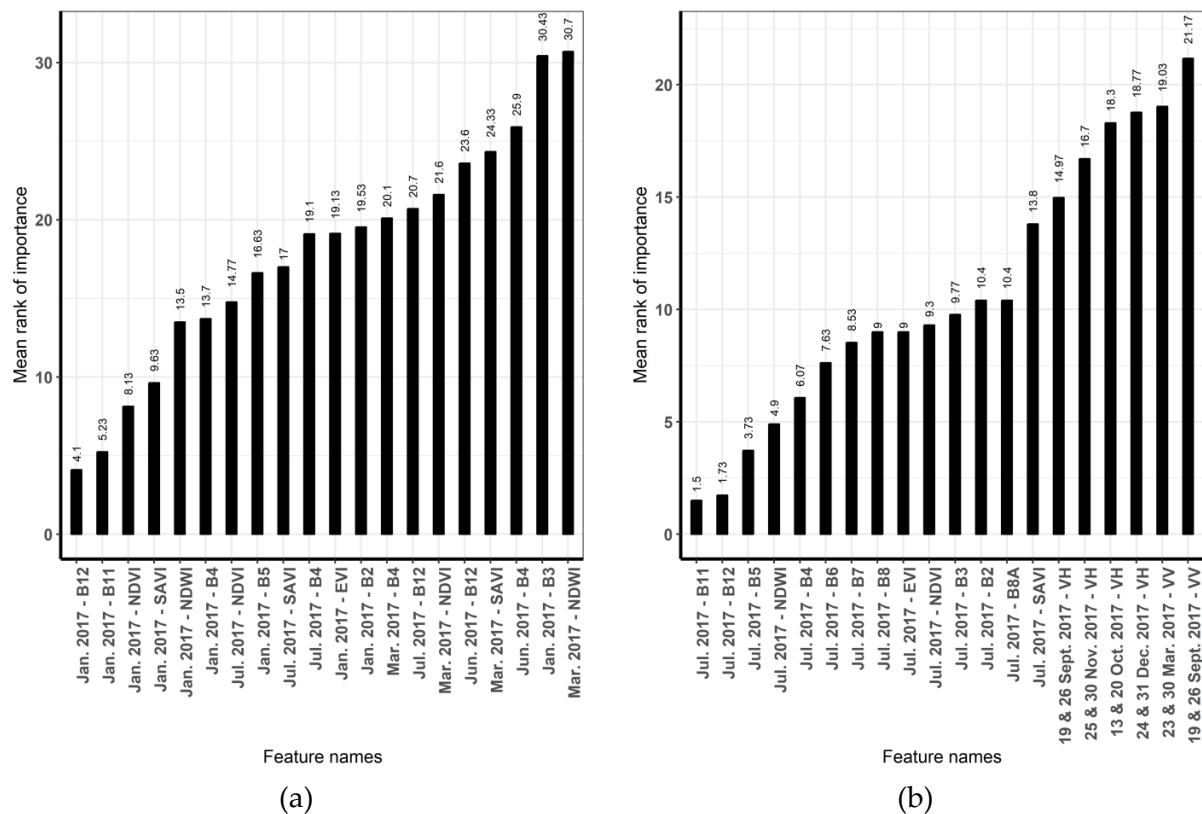 Mean rank of importance
30
20
10
0
4.1
5.23
8.13
9.63
13.5
13.7
14.77
16.63
17
19.1
19.13
19.53
20.1
20.7
21.6
23.6
24.33
25.9
30.43
30.7
Jan. 2017 - B12
Jan. 2017 - B11
Jan. 2017 - NDVI
Jan. 2017 - SAVI
Jan. 2017 - NDWI
Jan. 2017 - B4
Jul. 2017 - NDVI
Jan. 2017 - B5
Jul. 2017 - SAVI
Jul. 2017 - B4
Jan. 2017 - EVI
Jan. 2017 - B2
Mar. 2017 - B4
Jul. 2017 - B12
Mar. 2017 - NDVI
Jun. 2017 - B12
Mar. 2017 - SAVI
Jun. 2017 - B4
Jan. 2017 - B3
Mar. 2017 - NDWI
Feature names
(a)
Mean rank of importance
20
15
10
5
0
1.5
1.73
3.73
4.9
6.07
7.63
8.53
9
9
9.3
9.77
10.4
10.4
13.8
14.97
16.7
18.3
18.77
19.03
21.17
Jul. 2017 - B11
Jul. 2017 - B12
Jul. 2017 - B5
Jul. 2017 - NDWI
Jul. 2017 - B4
Jul. 2017 - B6
Jul. 2017 - B7
Jul. 2017 - B8
Jul. 2017 - EVI
Jul. 2017 - NDVI
Jul. 2017 - B3
Jul. 2017 - B2
Jul. 2017 - B8A
Jul. 2017 - SAVI
19 & 26 Sept. 2017 - VH
25 & 30 Nov. 2017 - VH
13 & 20 Oct. 2017 - VH
24 & 31 Dec. 2017 - VH
23 & 30 Mar. 2017 - VV
19 & 26 Sept. 2017 - VV
Feature names
(b)